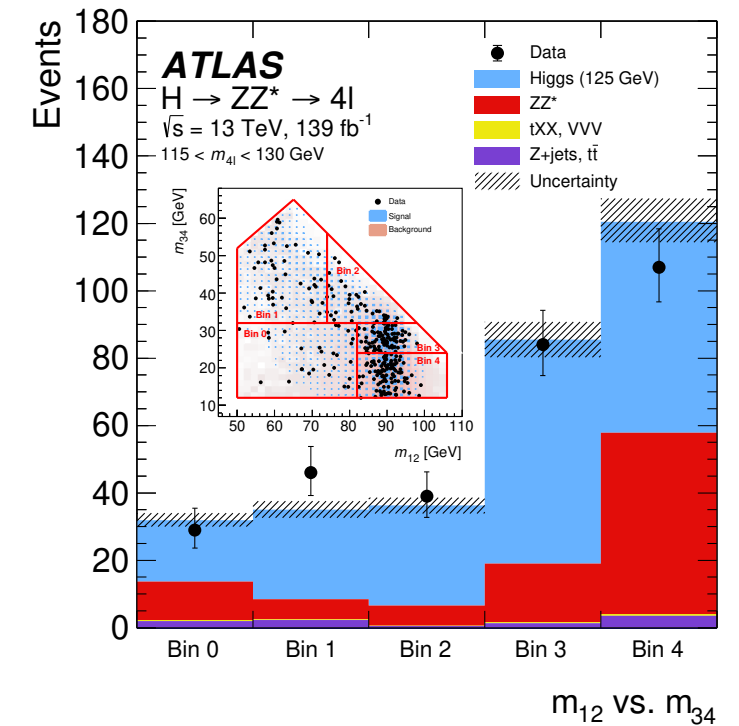 Events
180
160
140
120
100
80
60
40
20
0
ATLAS
H → ZZ* → 4l
√s = 13 TeV, 139 fb⁻¹
115 < m₄ₗ < 130 GeV
Data
Higgs (125 GeV)
ZZ*
tXX, VVV
Z+jets, tt̄
Uncertainty
m₃₄ [GeV]
60
50
40
30
20
10
Data
Signal
Background
Bin 2
Bin 1
Bin 0
Bin 3
Bin 4
50 60 70 80 90 100 110
m₁₂ [GeV]
Bin 0 Bin 1 Bin 2 Bin 3 Bin 4
m₁₂ vs. m₃₄